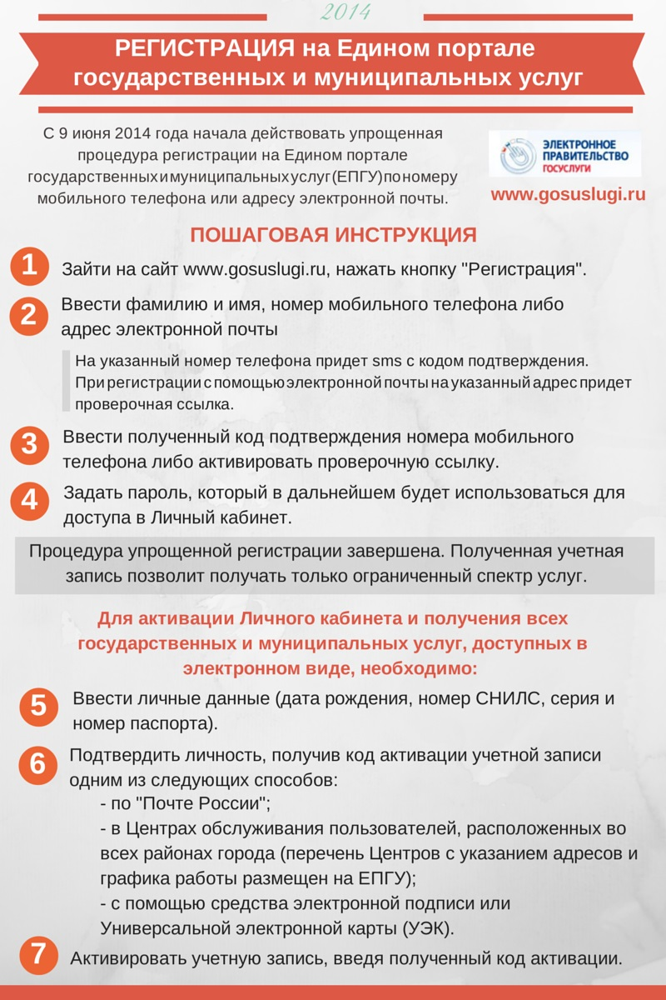 2014
РЕГИСТРАЦИЯ на Едином портале
государственных и муниципальных услуг
С 9 июня 2014 года начала действовать упрощенная
процедура регистрации на Едином портале
государственных и муниципальных услуг (ЕПГУ) по номеру
мобильного телефона или адресу электронной почты.
ЭЛЕКТРОННОЕ
ПРАВИТЕЛЬСТВО
ГОСУСЛУГИ
www.gosuslugi.ru
ПОШАГОВАЯ ИНСТРУКЦИЯ
1 Зайти на сайт www.gosuslugi.ru, нажать кнопку "Регистрация".
2 Ввести фамилию и имя, номер мобильного телефона либо
адрес электронной почты
На указанный номер телефона придет sms с кодом подтверждения.
При регистрации с помощью электронной почты на указанный адрес придет
проверочная ссылка.
3 Ввести полученный код подтверждения номера мобильного
телефона либо активировать проверочную ссылку.
4 Задать пароль, который в дальнейшем будет использоваться для
доступа в Личный кабинет.
Процедура упрощенной регистрации завершена. Полученная учетная
запись позволит получать только ограниченный спектр услуг.
Для активации Личного кабинета и получения всех
государственных и муниципальных услуг, доступных в
электронном виде, необходимо:
5 Ввести личные данные (дата рождения, номер СНИЛС, серия и
номер паспорта).
6 Подтвердить личность, получив код активации учетной записи
одним из следующих способов:
- по "Почте России";
- в Центрах обслуживания пользователей, расположенных во
всех районах города (перечень Центров с указанием адресов и
графика работы размещен на ЕПГУ);
- с помощью средства электронной подписи или
Универсальной электронной карты (УЭК).
7 Активировать учетную запись, введя полученный код активации.